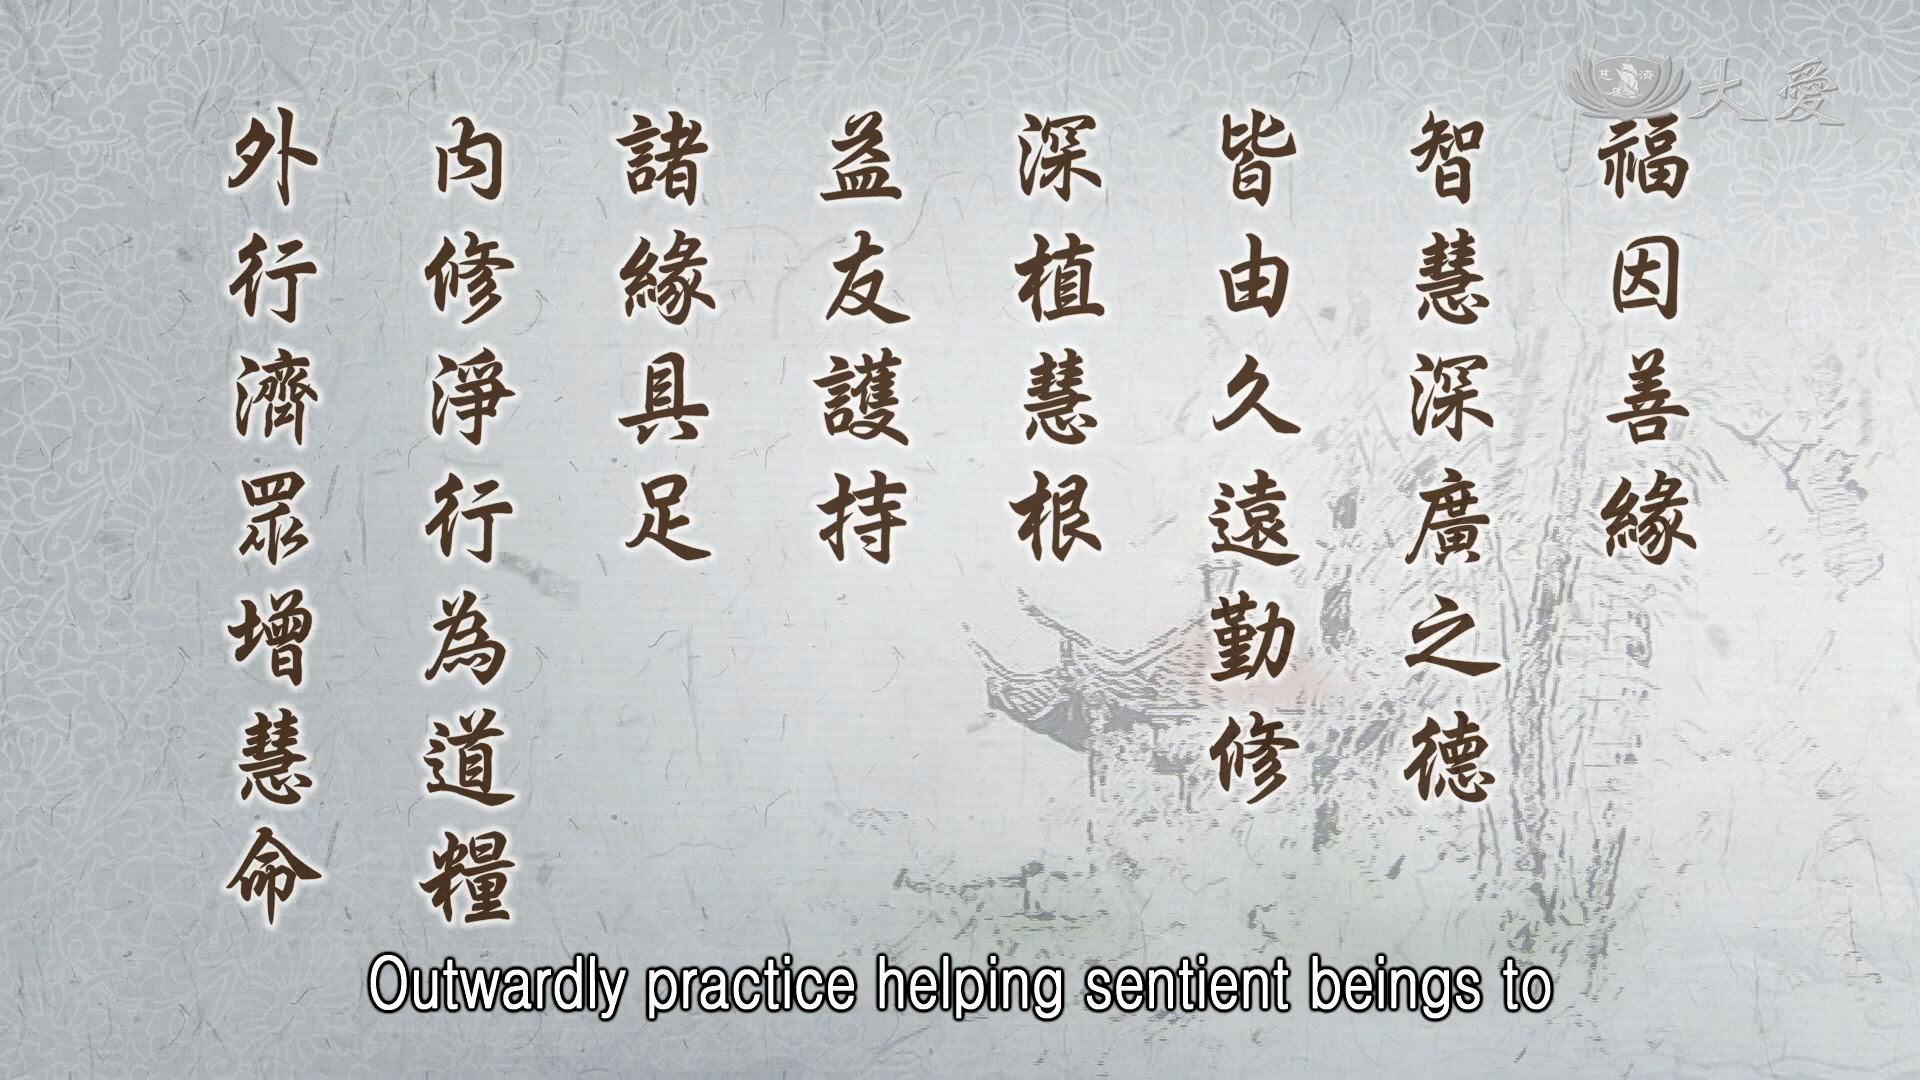 福因善緣
智慧深廣之德
皆由久遠勤修
深植慧根
益友護持
諸緣具足
內修淨行為道糧
外行濟眾增慧命
慈濟
大愛
Outwardly practice helping sentient beings to